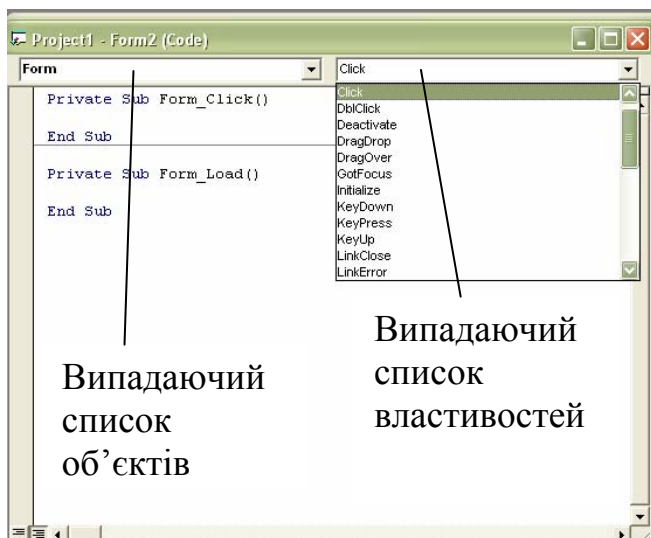 Project1 - Form2 (Code)
Form
Click
Private Sub Form_Click()
End Sub
Private Sub Form_Load()
End Sub
Click
DblClick
Deactivate
DragDrop
DragOver
GotFocus
Initialize
KeyDown
KeyPress
KeyUp
LinkClose
LinkError
Випадаючий
список
об’єктів
Випадаючий
список
властивостей